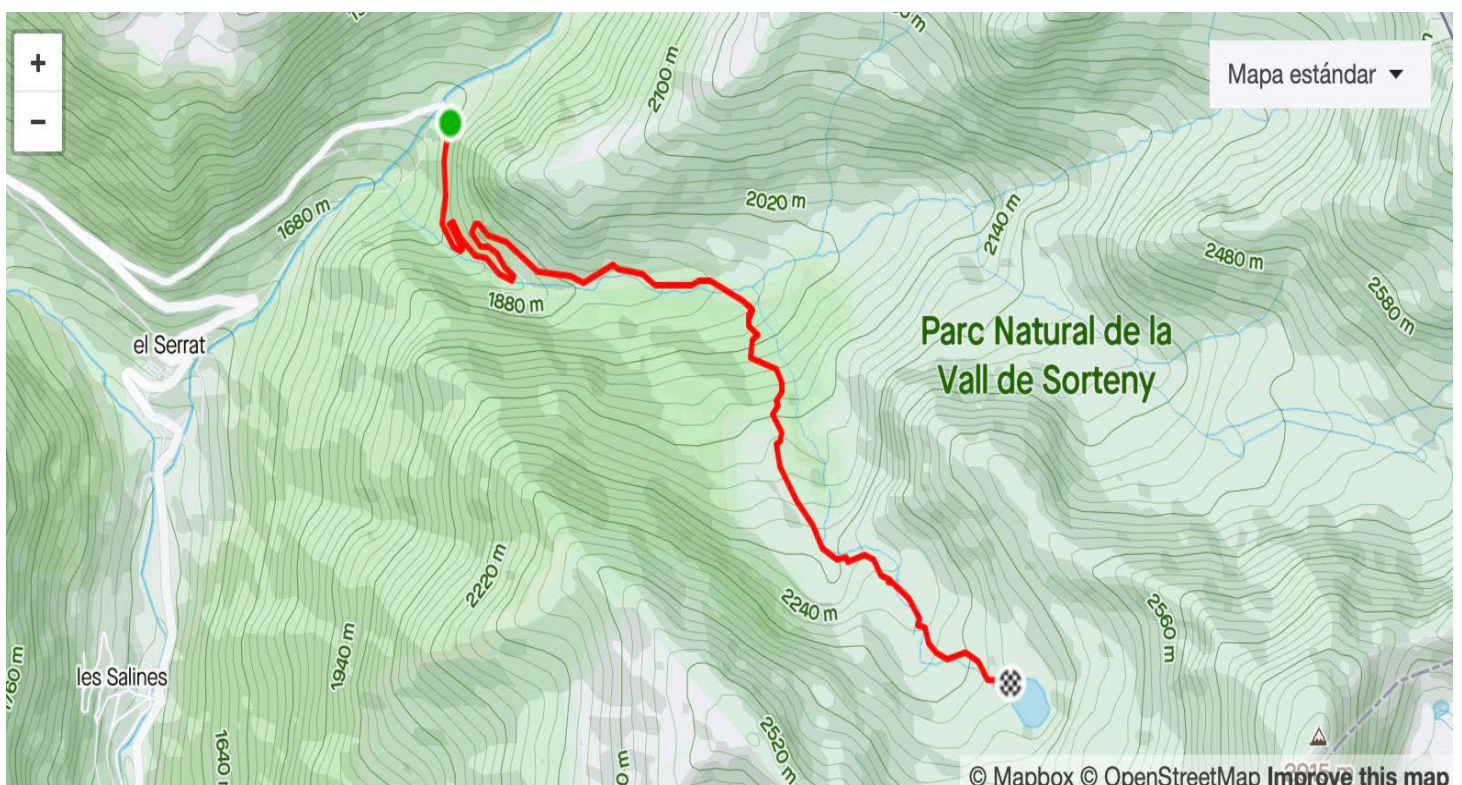 +
-
Mapa estándar
2100 m
1680 m
2020 m
2140 m
2480 m
2580 m
1880 m
el Serrat
Parc Natural de la
Vall de Sorteny
2220 m
2240 m
2560 m
1940 m
les Salines
1640
2520 m
© Mapbox © OpenStreetMap Improve this map